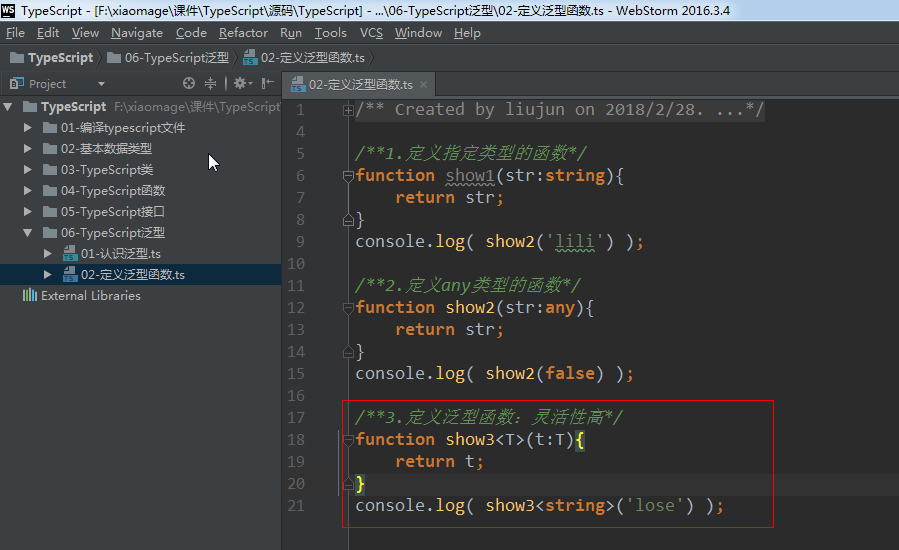 TypeScript - [F:\xiaomage\课件\TypeScript\源码\TypeScript] - ...\06-TypeScript泛型\02-定义泛型函数.ts - WebStorm 2016.3.4
File Edit View Navigate Code Refactor Run Tools VCS Window Help
TypeScript 06-TypeScript泛型 02-定义泛型函数.ts
Project
02-定义泛型函数.ts
TypeScript F:\xiaomage\课件\TypeScript
01-编译typescript文件
02-基本数据类型
03-TypeScript类
04-TypeScript函数
05-TypeScript接口
06-TypeScript泛型
01-认识泛型.ts
02-定义泛型函数.ts
External Libraries
1 /** Created by liujun on 2018/2/28. ...*/
4
5 /**1.定义指定类型的函数*/
6 function show1(str:string){
7 return str;
8 }
9 console.log( show2('lili') );
10
11 /**2.定义any类型的函数*/
12 function show2(str:any){
13 return str;
14 }
15 console.log( show2(false) );
16
17 /**3.定义泛型函数：灵活性高*/
18 function show3<T>(t:T){
19 return t;
20 }
21 console.log( show3<string>('lose') );